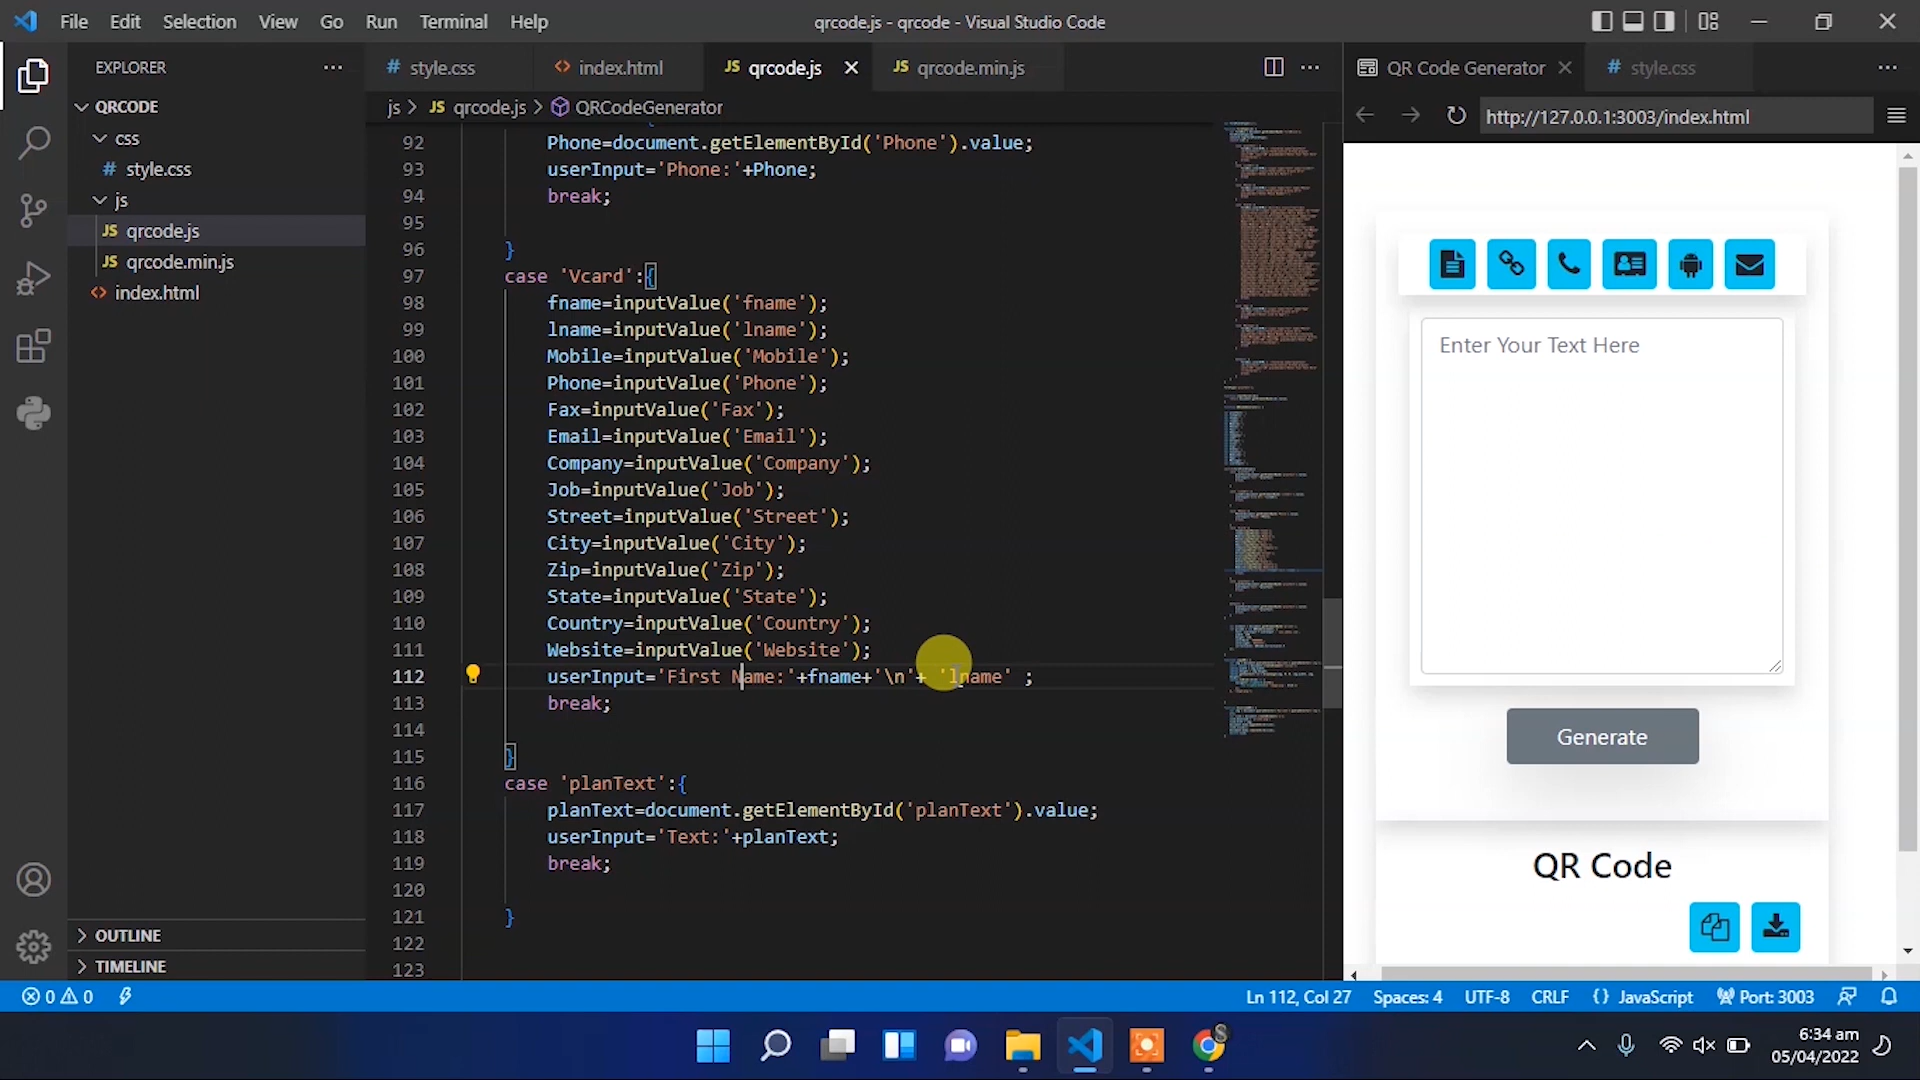 File Edit Selection View Go Run Terminal Help
qrcode.js - qrcode - Visual Studio Code
EXPLORER
QRCODE
css
# style.css
js
JS qrcode.js
JS qrcode.min.js
<> index.html
OUTLINE
TIMELINE
# style.css
<> index.html
JS qrcode.js
JS qrcode.min.js
js > JS qrcode.js > QRCodeGenerator
92 Phone=document.getElementById('Phone').value;
93 userInput='Phone:'+Phone;
94 break;
95
96 }
97 case 'Vcard':{
98 fname=inputValue('fname');
99 lname=inputValue('lname');
100 Mobile=inputValue('Mobile');
101 Phone=inputValue('Phone');
102 Fax=inputValue('Fax');
103 Email=inputValue('Email');
104 Company=inputValue('Company');
105 Job=inputValue('Job');
106 Street=inputValue('Street');
107 City=inputValue('City');
108 Zip=inputValue('Zip');
109 State=inputValue('State');
110 Country=inputValue('Country');
111 Website=inputValue('Website');
112 userInput='First Name:'+fname+'\n'+ 'lname' ;
113 break;
114
115 }
116 case 'planText':{
117 planText=document.getElementById('planText').value;
118 userInput='Text:'+planText;
119 break;
120
121 }
122
123
QR Code Generator
# style.css
http://127.0.0.1:3003/index.html
Enter Your Text Here
Generate
QR Code
0 0
Ln 112, Col 27
Spaces: 4
UTF-8
CRLF
{} JavaScript
Port: 3003
S
6:34 am
05/04/2022